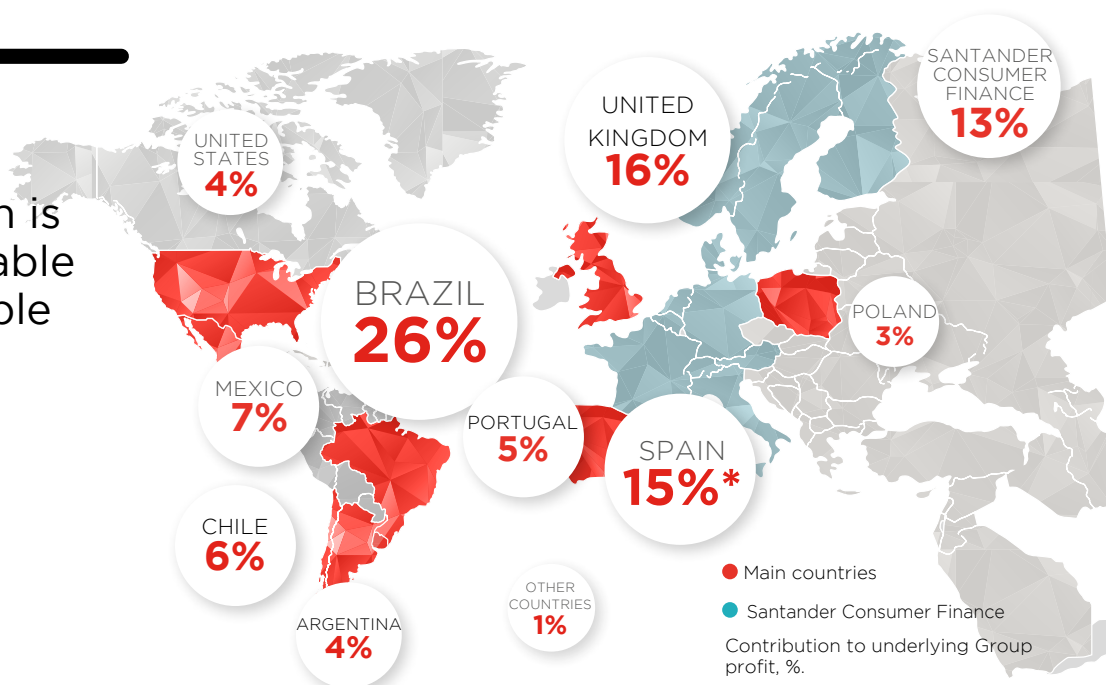 UNITED
STATES
4%
UNITED
KINGDOM
16%
SANTANDER
CONSUMER
FINANCE
13%
is
BRAZIL
26%
POLAND
3%
MEXICO
7%
PORTUGAL
5%
SPAIN
15%*
CHILE
6%
ARGENTINA
4%
OTHER
COUNTRIES
1%
Main countries
Santander Consumer Finance
Contribution to underlying Group
profit, %.